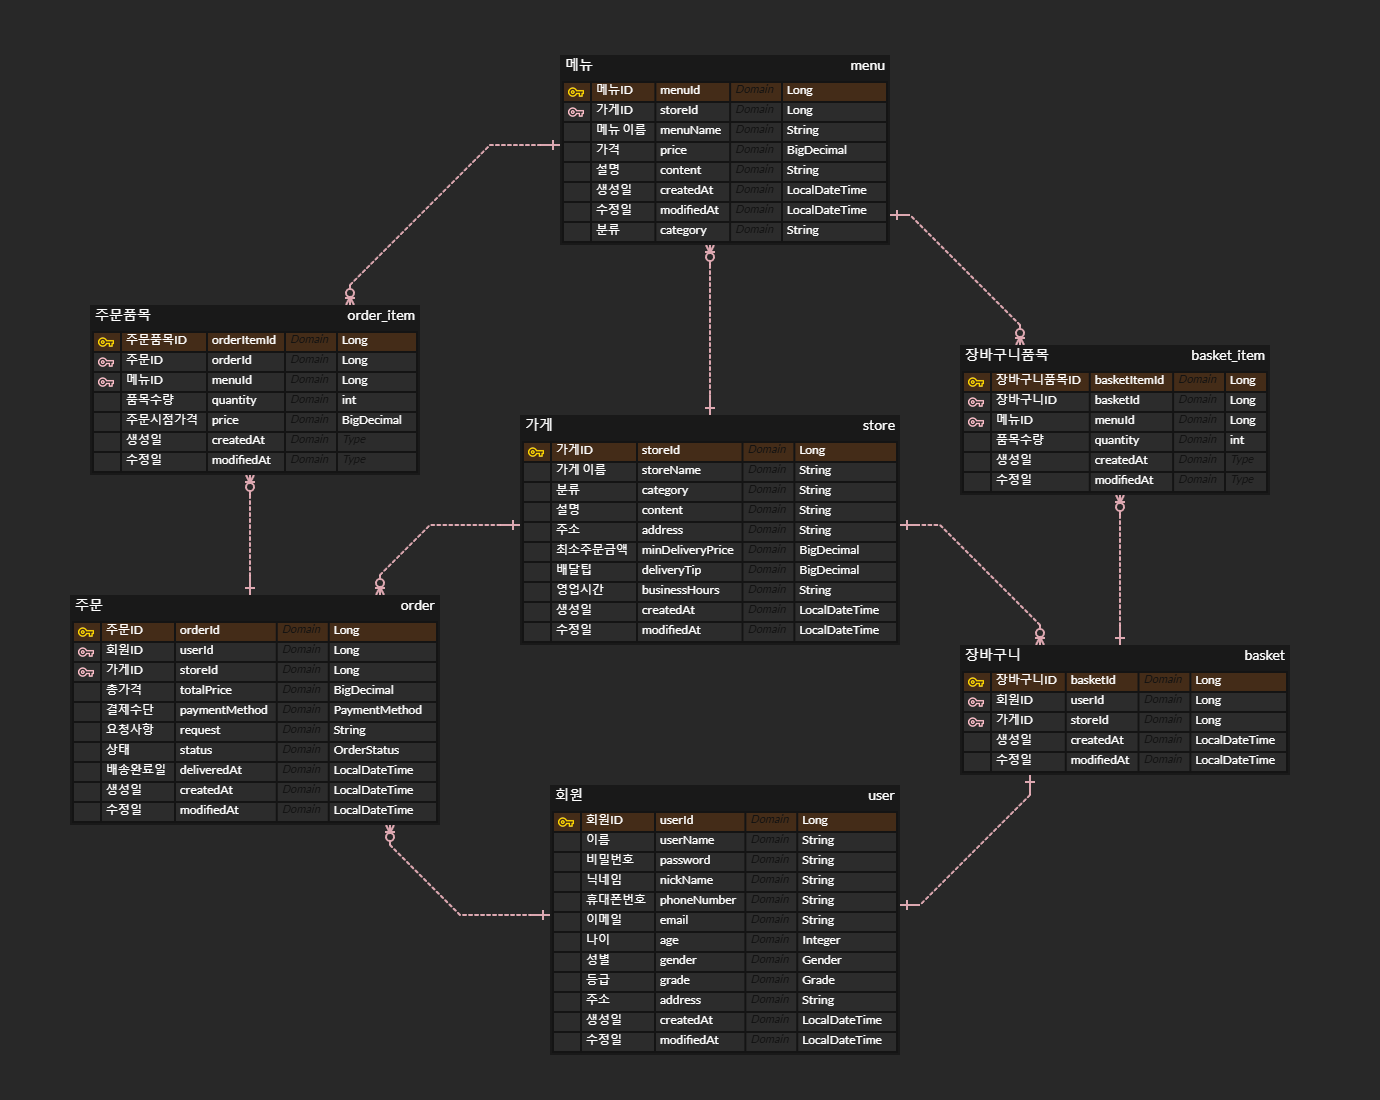 메뉴 menu
메뉴ID menuId Domain Long
가게ID storeId Domain Long
메뉴 이름 menuName Domain String
가격 price Domain BigDecimal
설명 content Domain String
생성일 createdAt Domain LocalDateTime
수정일 modifiedAt Domain LocalDateTime
분류 category Domain String
주문품목 order_item
주문품목ID orderItemId Domain Long
주문ID orderId Domain Long
메뉴ID menuId Domain Long
품목수량 quantity Domain int
주문시점가격 price Domain BigDecimal
생성일 createdAt Domain Type
수정일 modifiedAt Domain Type
장바구니품목 basket_item
장바구니품목ID basketItemId Domain Long
장바구니ID basketId Domain Long
메뉴ID menuId Domain Long
품목수량 quantity Domain int
생성일 createdAt Domain Type
수정일 modifiedAt Domain Type
가게 store
가게ID storeId Domain Long
가게 이름 storeName Domain String
분류 category Domain String
설명 content Domain String
주소 address Domain String
최소주문금액 minDeliveryPrice Domain BigDecimal
배달팁 deliveryTip Domain BigDecimal
영업시간 businessHours Domain String
생성일 createdAt Domain LocalDateTime
수정일 modifiedAt Domain LocalDateTime
주문 order
주문ID orderId Domain Long
회원ID userId Domain Long
가게ID storeId Domain Long
총가격 totalPrice Domain BigDecimal
결제수단 paymentMethod Domain PaymentMethod
요청사항 request Domain String
상태 status Domain OrderStatus
배송완료일 deliveredAt Domain LocalDateTime
생성일 createdAt Domain LocalDateTime
수정일 modifiedAt Domain LocalDateTime
장바구니 basket
장바구니ID basketId Domain Long
회원ID userId Domain Long
가게ID storeId Domain Long
생성일 createdAt Domain LocalDateTime
수정일 modifiedAt Domain LocalDateTime
회원 user
회원ID userId Domain Long
이름 userName Domain String
비밀번호 password Domain String
닉네임 nickName Domain String
휴대폰번호 phoneNumber Domain String
이메일 email Domain String
나이 age Domain Integer
성별 gender Domain Gender
등급 grade Domain Grade
주소 address Domain String
생성일 createdAt Domain LocalDateTime
수정일 modifiedAt Domain LocalDateTime